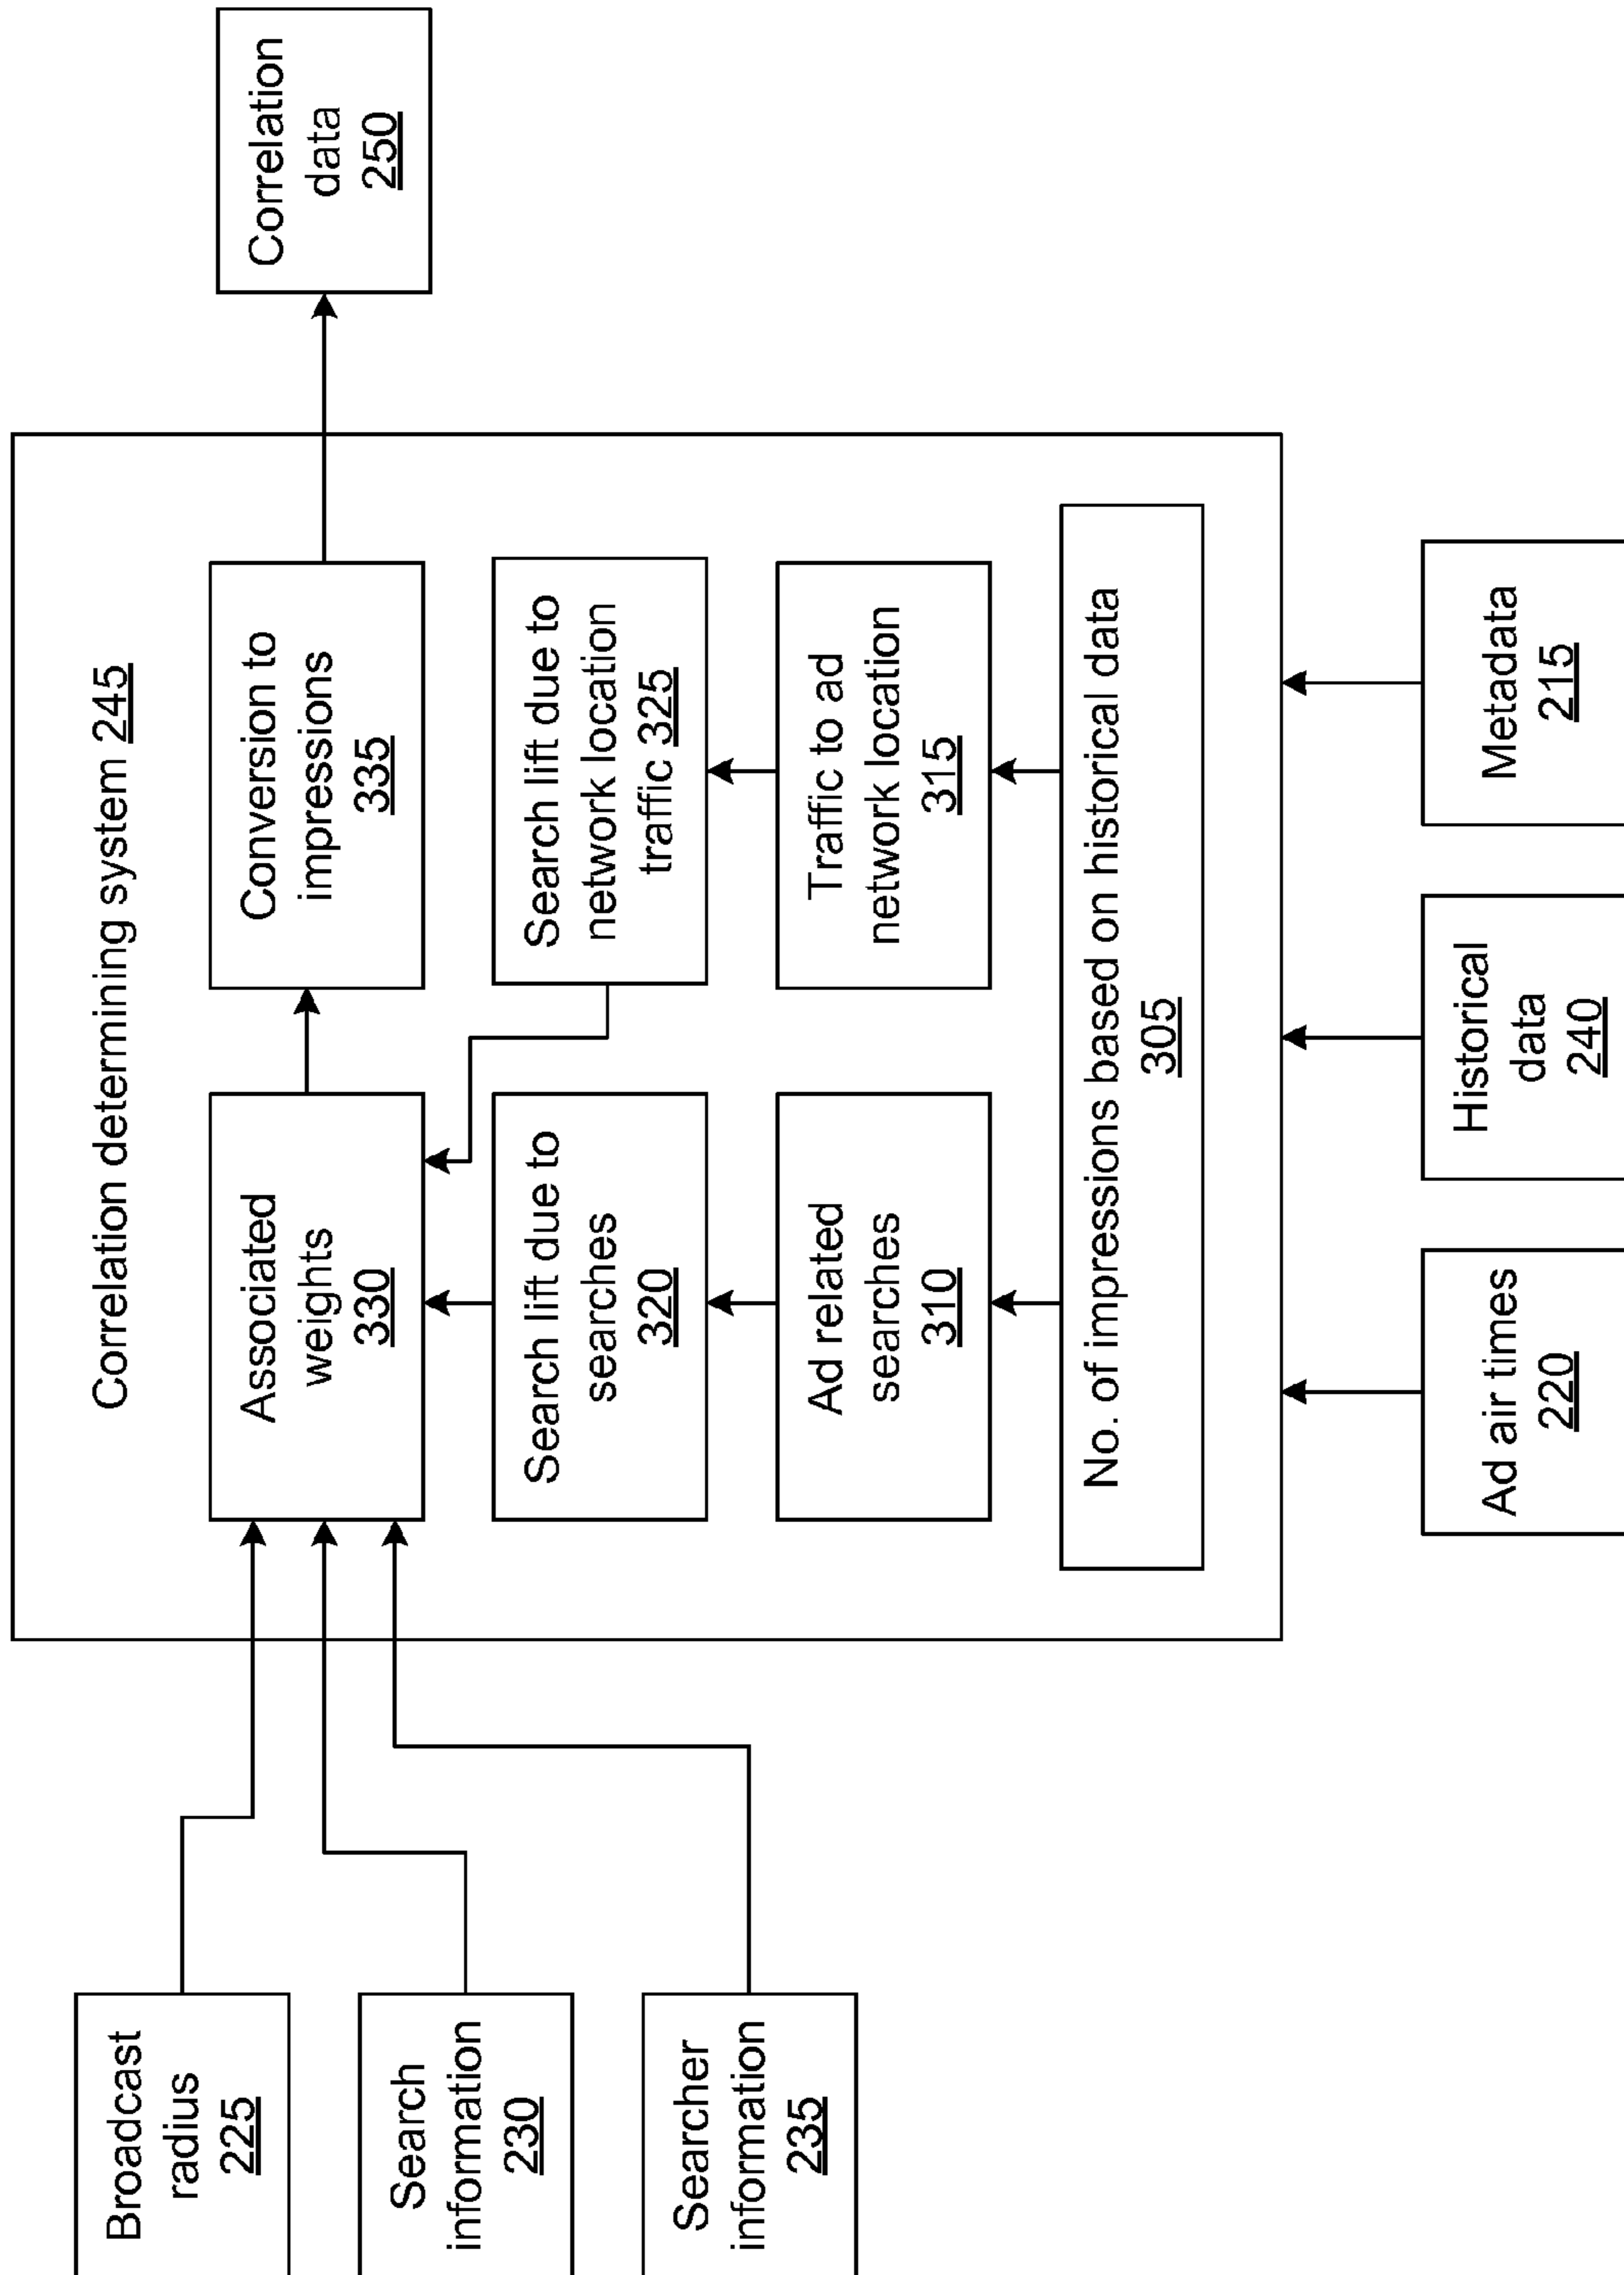 Broadcast
radius
225
Search
information
230
Searcher
information
235
Correlation determining system 245
Associated
weights
330
Conversion to
impressions
335
Search lift due to
searches
320
Search lift due to
network location
traffic 325
Ad related
searches
310
Traffic to ad
network location
315
No. of impressions based on historical data
305
Correlation
data
250
Ad air times
220
Historical
data
240
Metadata
215